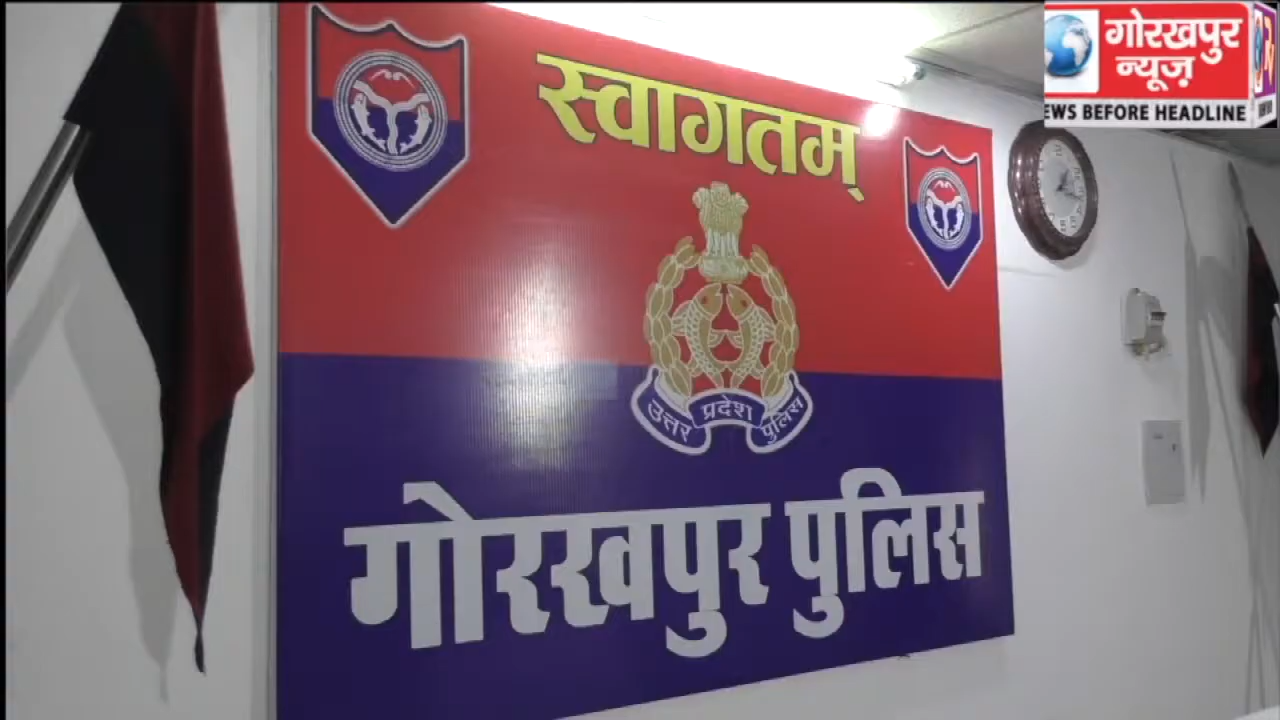 स्वागतम्
उत्तर प्रदेश पुलिस
गोरखपुर पुलिस
गोरखपुर
न्यूज़
EWS BEFORE HEADLINE